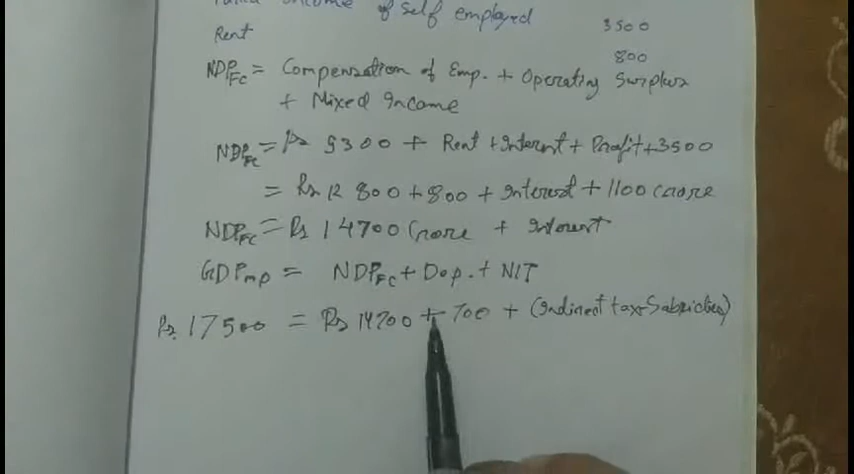 income of self employed 3500
Rent 800
NDPFC = Compensation of Emp. + Operating Surplus
+ Mixed Income
NDPFC = Rs 9300 + Rent + Interest + Profit + 3500
= Rs 12 800 + 800 + Interest + 1100 crore
NDPFC = Rs 14700 Crore + Interest
GDPmp = NDPFC + Dep. + NIT
Rs. 17500 = Rs 14700 + 700 + (Indirect tax - Subsidies)